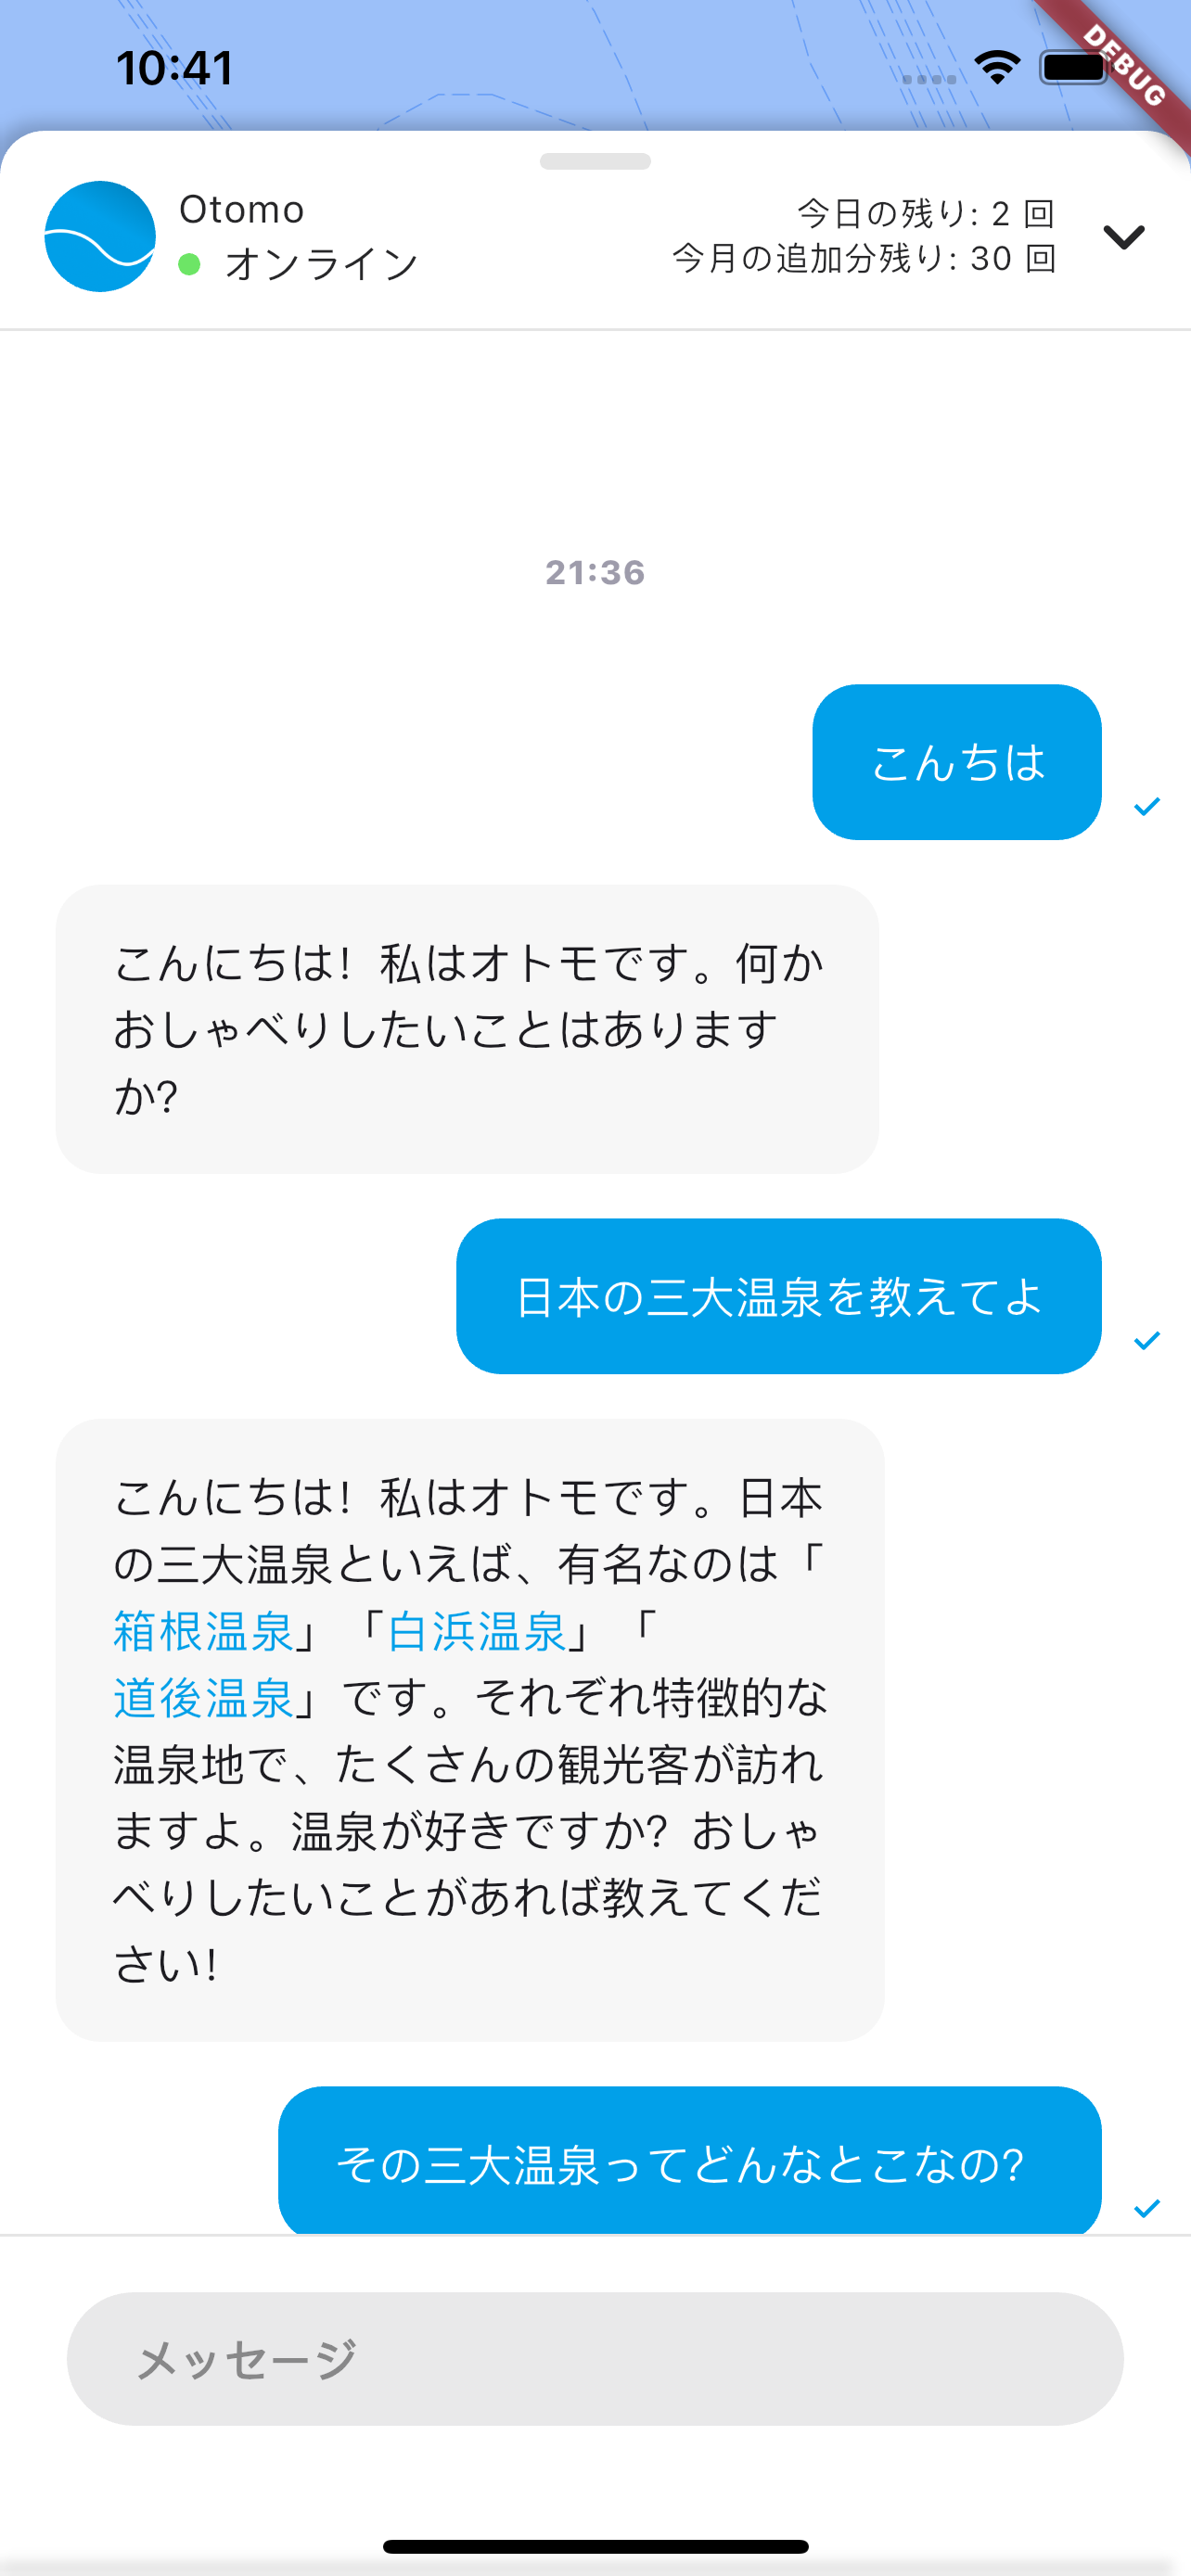 10:41
DEBUG
Otomo
オンライン
今日の残り: 2 回
今月の追加分残り: 30 回
21:36
こんちは
こんにちは！私はオトモです。何か
おしゃべりしたいことはあります
か？
日本の三大温泉を教えてよ
こんにちは！私はオトモです。日本
の三大温泉といえば、有名なのは「
箱根温泉」「白浜温泉」「
道後温泉」です。それぞれ特徴的な
温泉地で、たくさんの観光客が訪れ
ますよ。温泉が好きですか？おしゃ
べりしたいことがあれば教えてくだ
さい！
その三大温泉ってどんなとこなの？
メッセージ